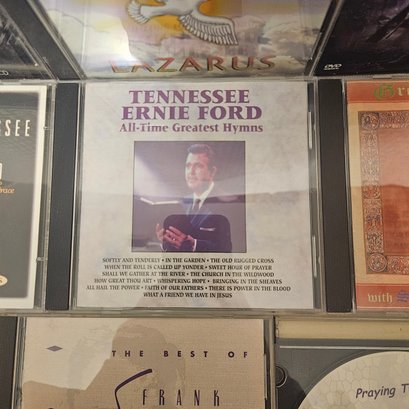 LAZARUS
DVD
TENNESSEE
ERNIE FORD
All-Time Greatest Hymns
SOFTLY AND TENDERLY • IN THE GARDEN • THE OLD RUGGED CROSS
WHEN THE ROLL IS CALLED UP YONDER • SWEET HOUR OF PRAYER
SHALL WE GATHER AT THE RIVER • THE CHURCH IN THE WILDWOOD
HOW GREAT THOU ART • WHISPERING HOPE • BRINGING IN THE SHEAVES
ALL HAIL THE POWER • FAITH OF OUR FATHERS • THERE IS POWER IN THE BLOOD
WHAT A FRIEND WE HAVE IN JESUS
SSEE
race
with
THE BEST OF
FRANK
Praying T